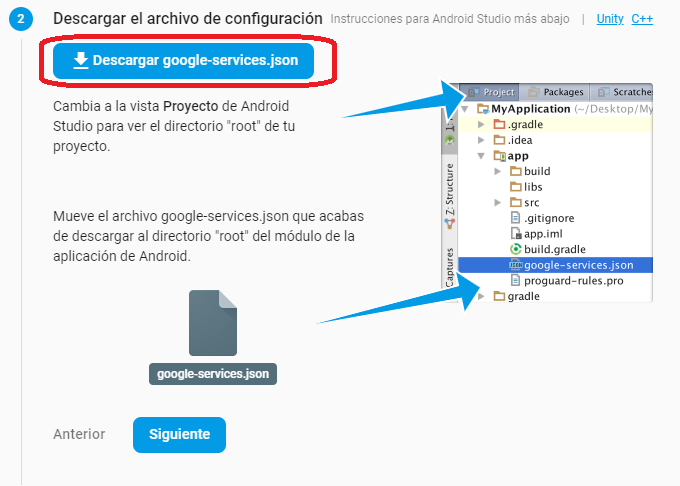 2 Descargar el archivo de configuración Instrucciones para Android Studio más abajo | Unity C++
Descargar google-services.json
Cambia a la vista Proyecto de Android
Studio para ver el directorio "root" de tu
proyecto.
Mueve el archivo google-services.json que acabas
de descargar al directorio "root" del módulo de la
aplicación de Android.
google-services.json
Anterior
Siguiente
Project Packages Scratches
MyApplication (~/Desktop/My
.gradle
.idea
app
build
libs
src
.gitignore
app.iml
build.gradle
google-services.json
proguard-rules.pro
gradle
Z: Structure
Captures